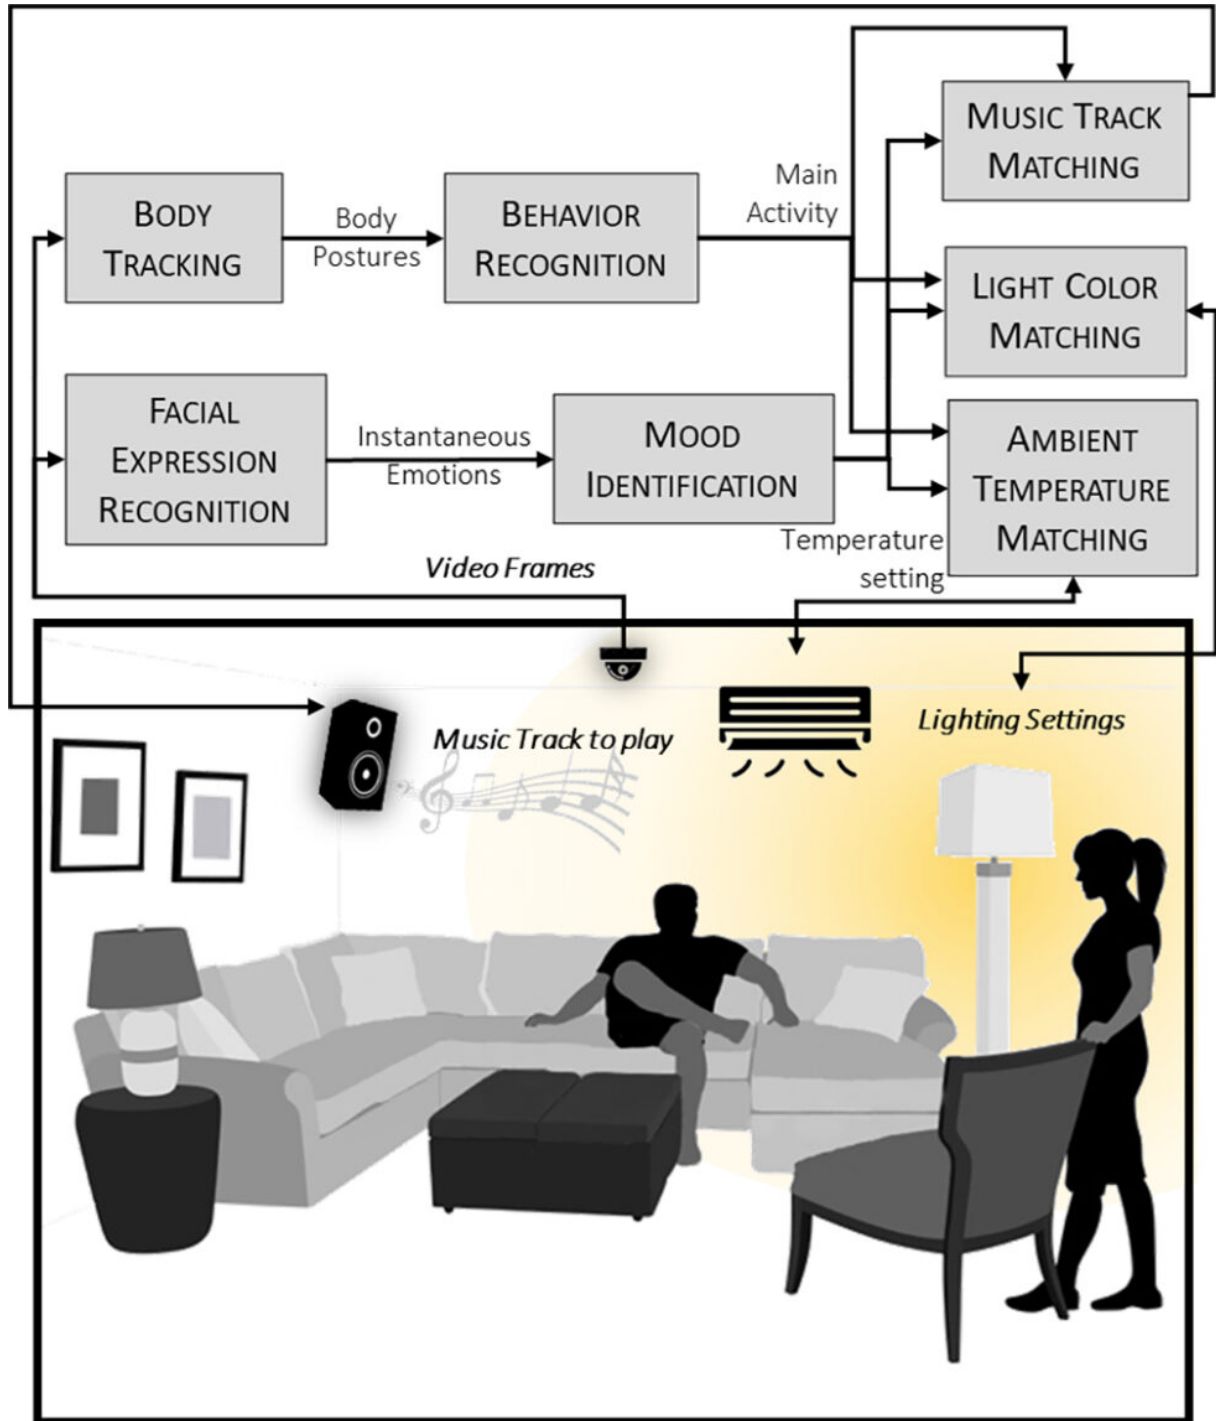 MUSIC TRACK
MATCHING
Main
Activity
BODY
TRACKING
Body
Postures
BEHAVIOR
RECOGNITION
LIGHT COLOR
MATCHING
FACIAL
EXPRESSION
RECOGNITION
Instantaneous
Emotions
MOOD
IDENTIFICATION
AMBIENT
TEMPERATURE
MATCHING
Temperature
setting
Video Frames
Music Track to play
Lighting Settings